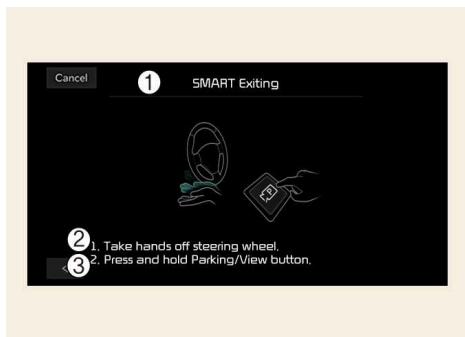 Cancel
1 SMART Exiting
P
2 1. Take hands off steering wheel.
3 2. Press and hold Parking/View button.
<